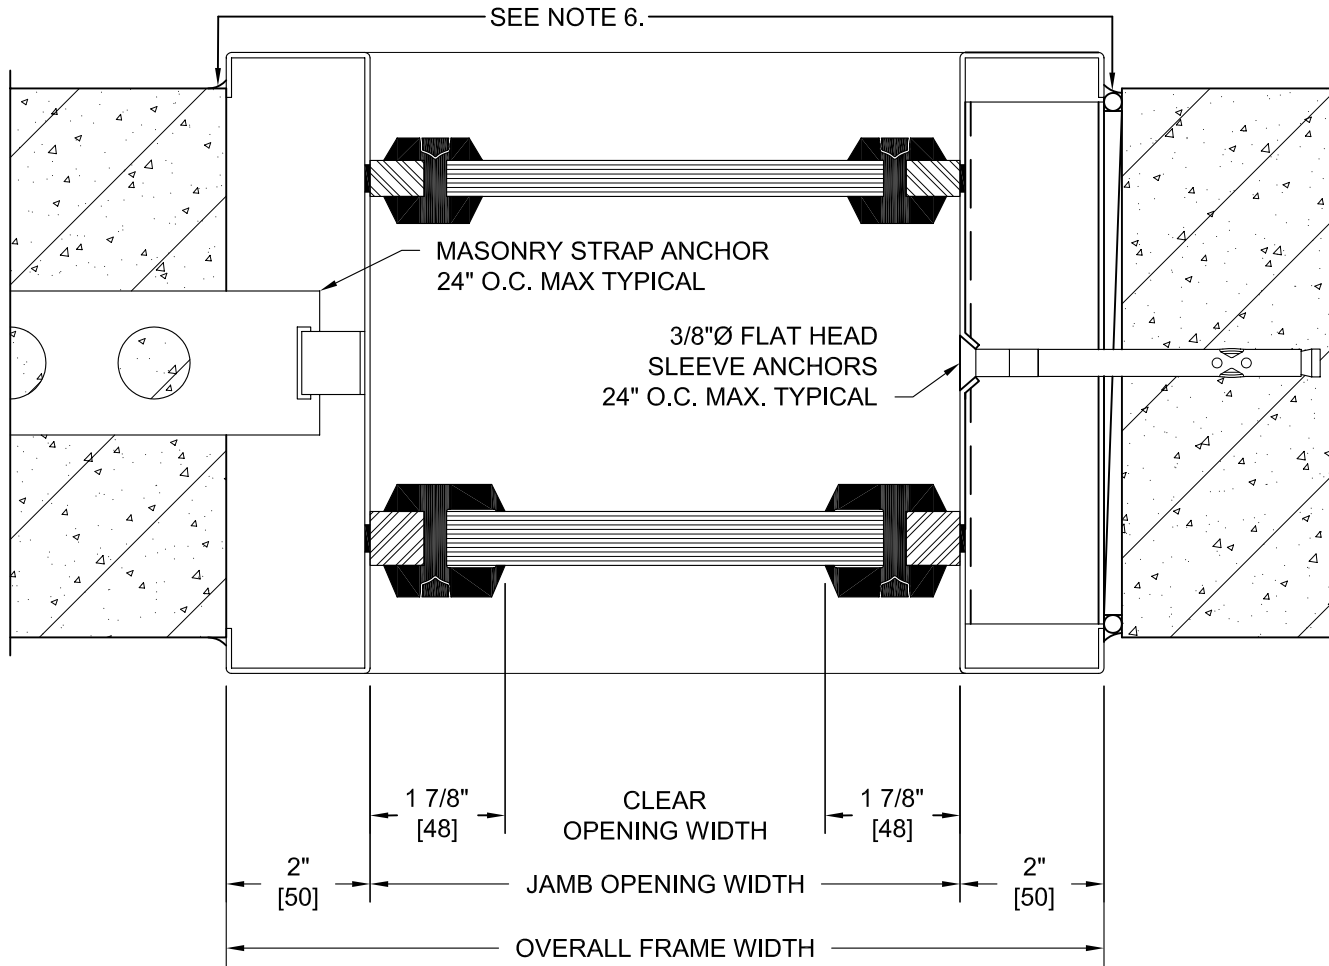 SEE NOTE 6.
MASONRY STRAP ANCHOR
24" O.C. MAX TYPICAL
3/8"Ø FLAT HEAD
SLEEVE ANCHORS
24" O.C. MAX. TYPICAL
1 7/8"
[48]
CLEAR
OPENING WIDTH
1 7/8"
[48]
2"
[50]
JAMB OPENING WIDTH
2"
[50]
OVERALL FRAME WIDTH